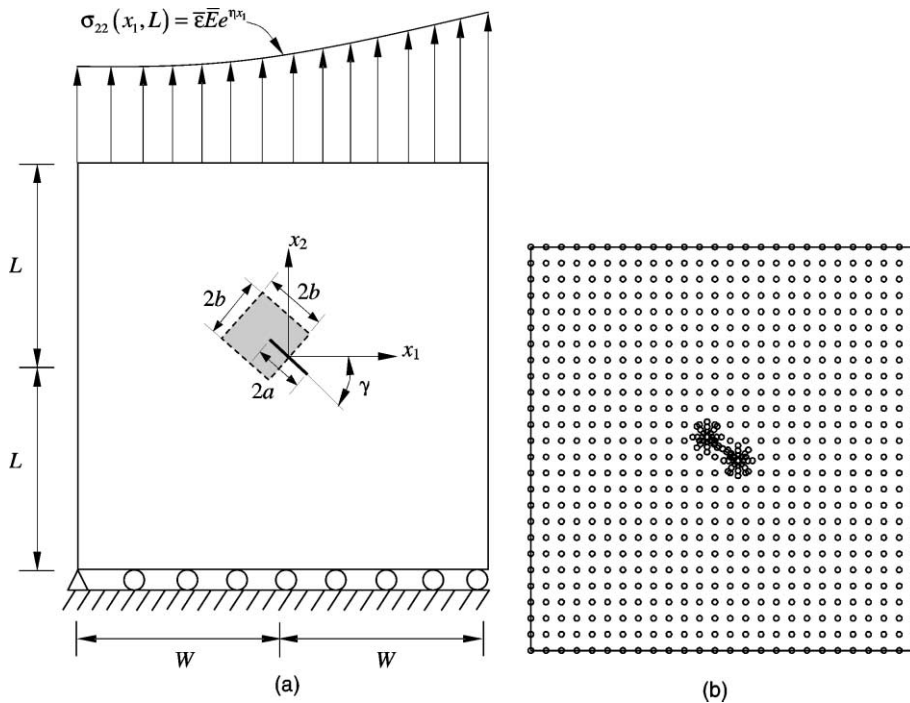 σ₂₂(x₁, L) = ε̄Ēe^{ηx₁}
L
x₂
2b
2b
x₁
2a
γ
L
W
W
(a)
(b)